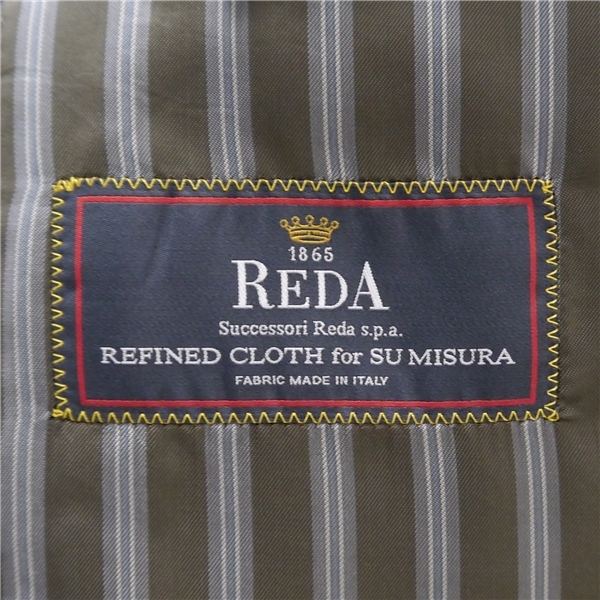 1865
REDA
Successori Reda s.p.a.
REFINED CLOTH for SU MISURA
FABRIC MADE IN ITALY